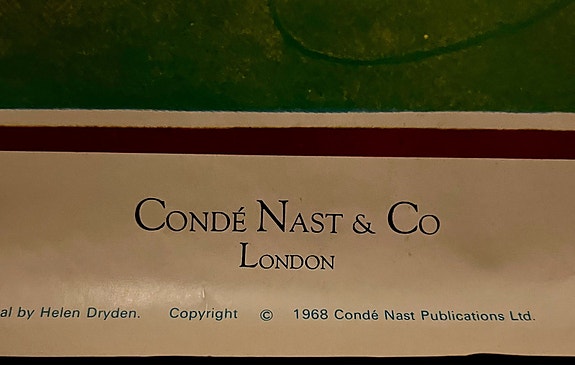 CONDÉ NAST & CO
LONDON
al by Helen Dryden. Copyright © 1968 Condé Nast Publications Ltd.